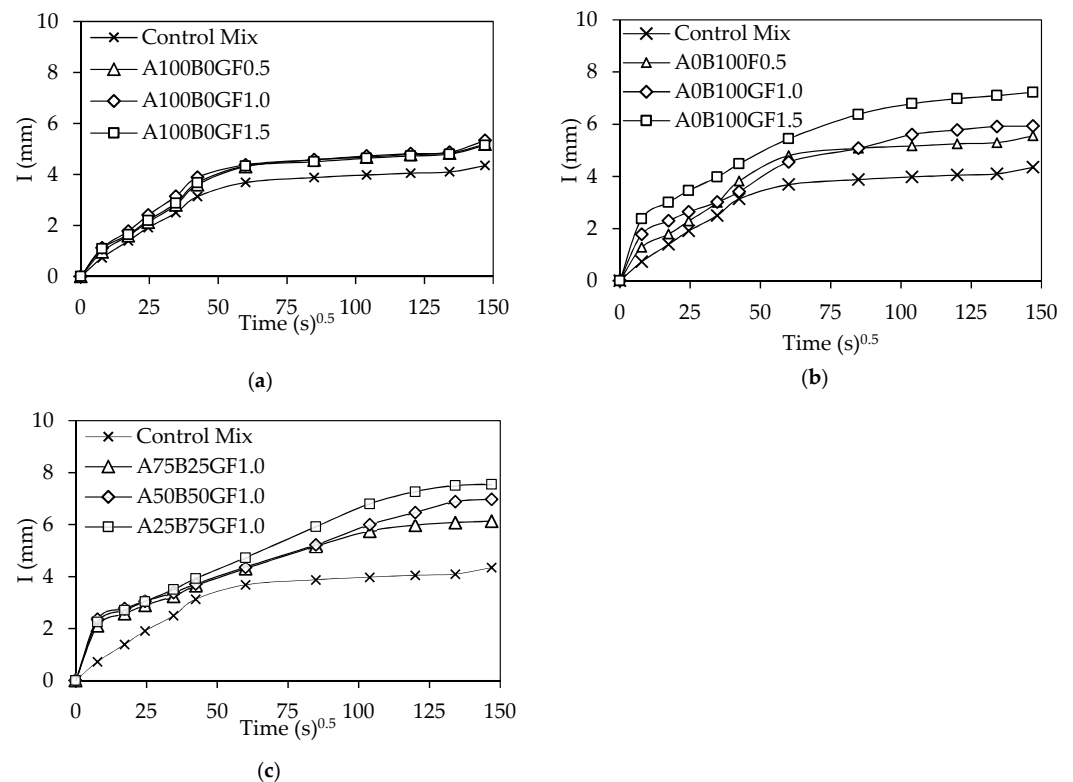 10
8
6
4
2
0
I (mm)
Control Mix
A100B0GF0.5
A100B0GF1.0
A100B0GF1.5
0 25 50 75 100 125 150
Time (s)0.5
(a)
10
8
6
4
2
0
I (mm)
Control Mix
A0B100F0.5
A0B100GF1.0
A0B100GF1.5
0 25 50 75 100 125 150
Time (s)0.5
(b)
10
8
6
4
2
0
I (mm)
Control Mix
A75B25GF1.0
A50B50GF1.0
A25B75GF1.0
0 25 50 75 100 125 150
Time (s)0.5
(c)